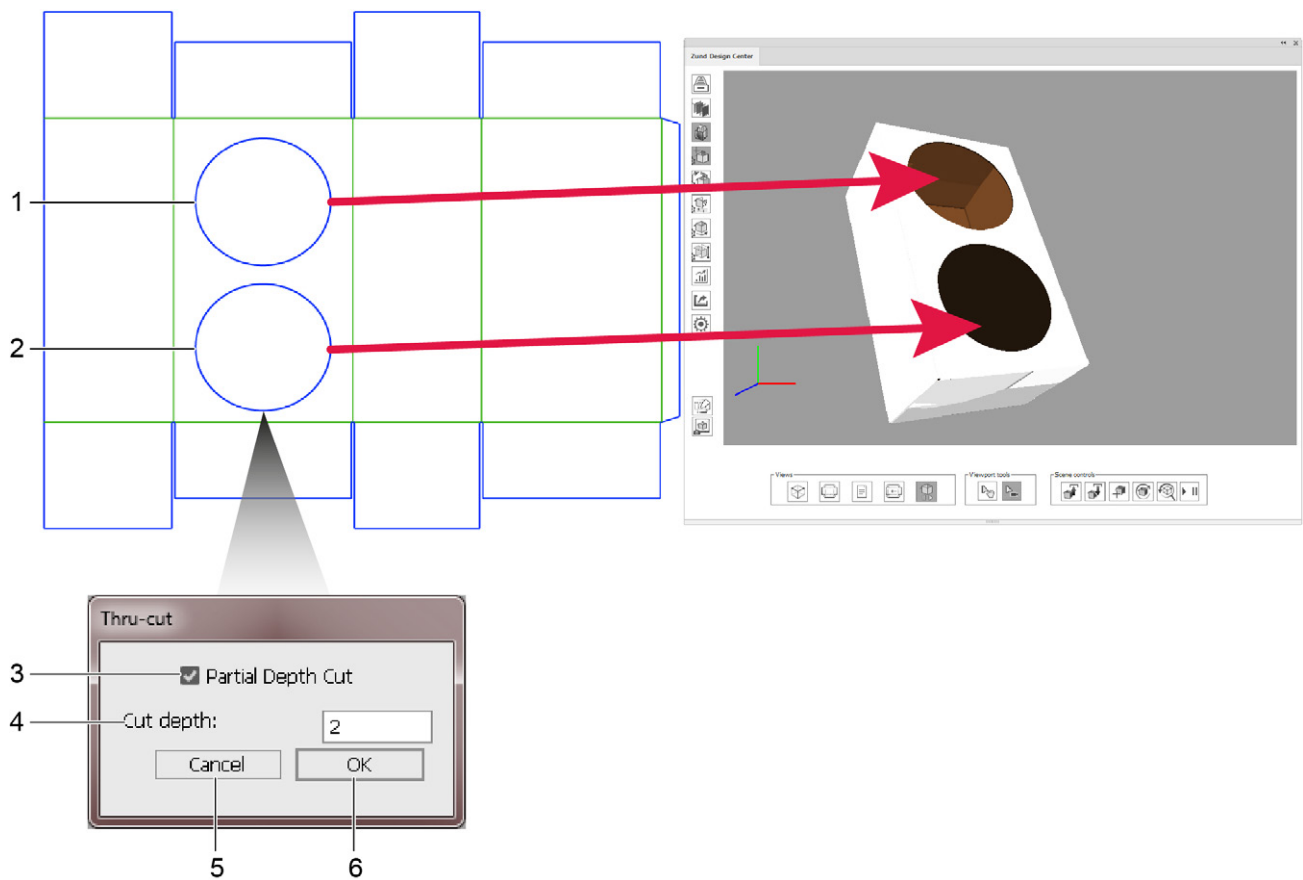 Zund Design Center
1
2
Views
Viewport tools
Scene controls
Thru-cut
3
Partial Depth Cut
4
Cut depth:
2
Cancel
OK
5
6